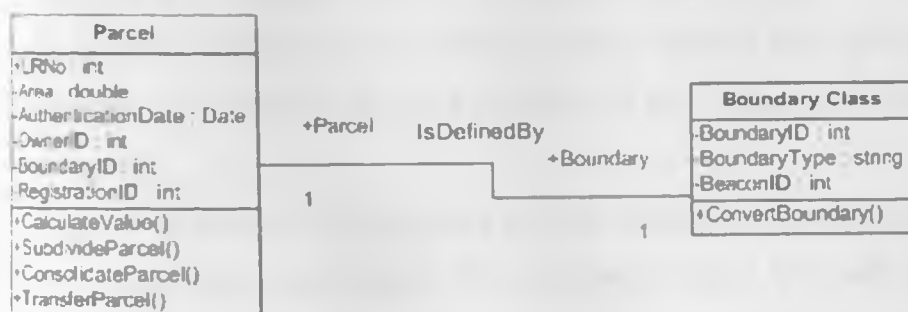 Parcel
+LRNo int
-Area double
-AuthenticationDate : Date
-OwnerID : int
-BoundaryID : int
-RegistrationID int
+CalculateValue()
+SubdivideParcel()
+ConsolidateParcel()
+TransferParcel()
+Parcel
IsDefinedBy
+Boundary
1
1
Boundary Class
-BoundaryID : int
-BoundaryType string
-BeaconID : int
+ConvertBoundary()